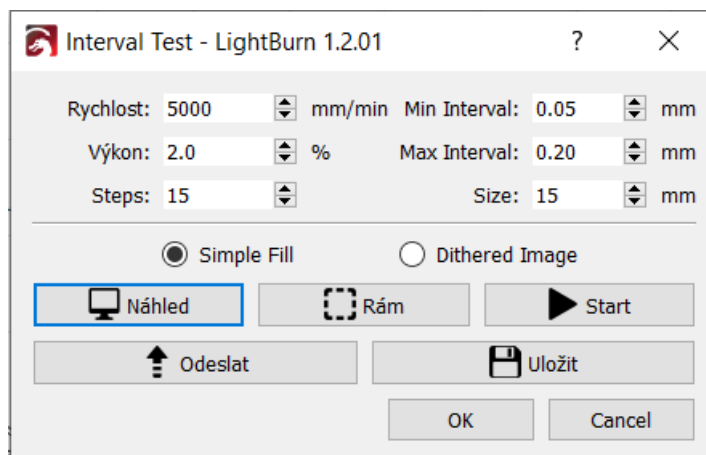 Interval Test - LightBurn 1.2.01 ?
Rychlost: 5000 mm/min Min Interval: 0.05 mm
Výkon: 2.0 % Max Interval: 0.20 mm
Steps: 15 Size: 15 mm
Simple Fill Dithered Image
Náhled Rám Start
Odeslat Uložit
OK Cancel